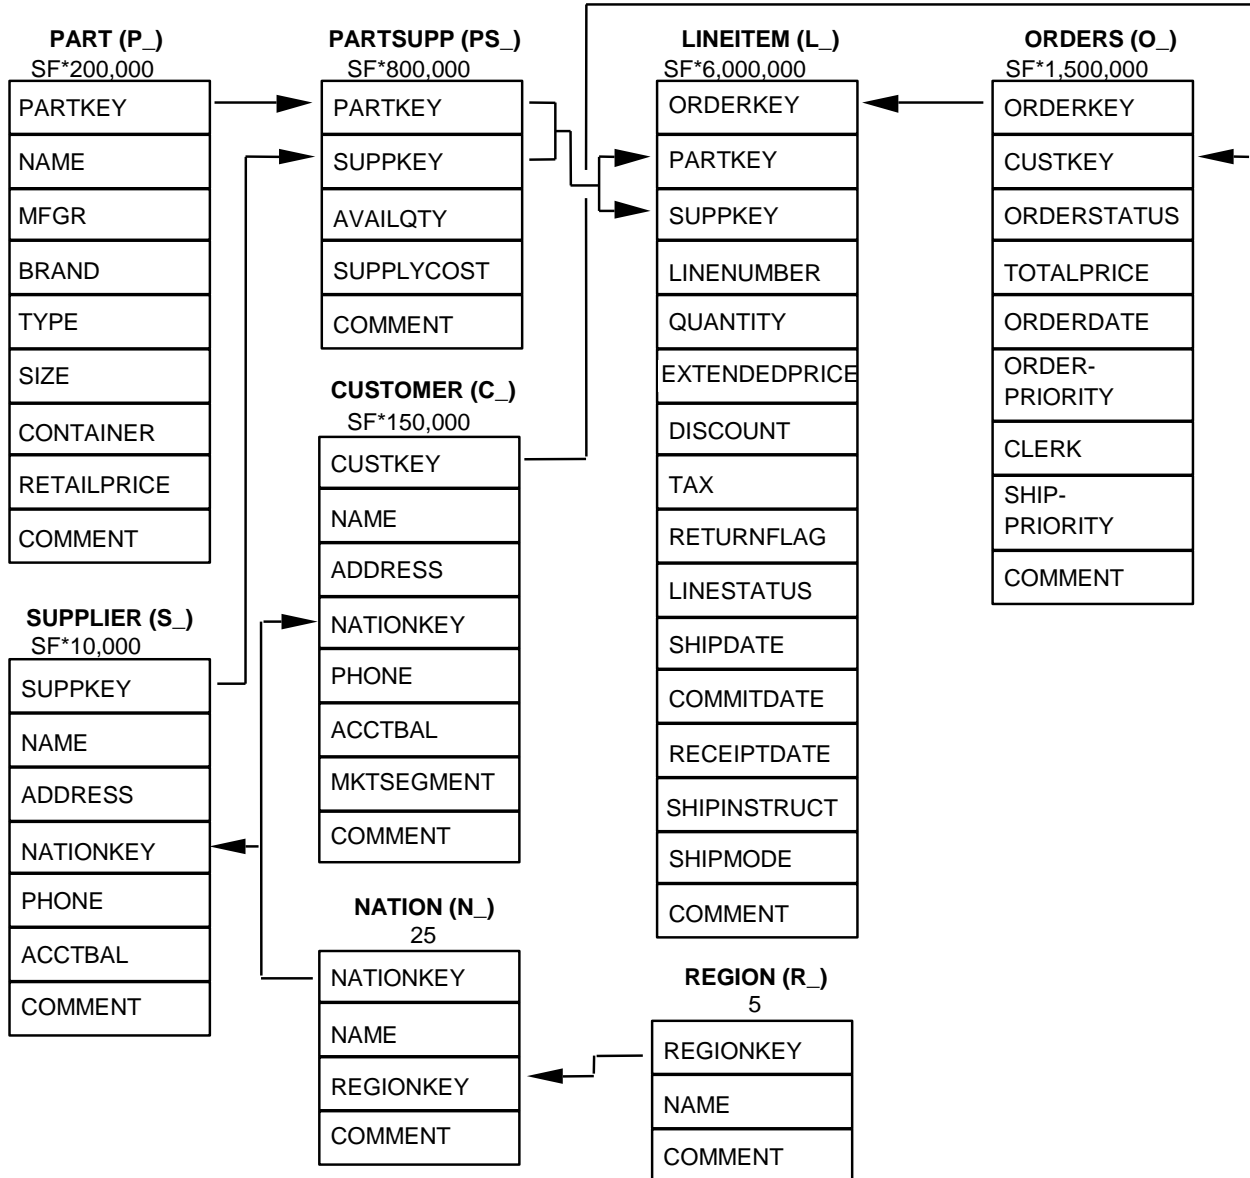 PART (P_)
SF*200,000
PARTKEY
NAME
MFGR
BRAND
TYPE
SIZE
CONTAINER
RETAILPRICE
COMMENT
SUPPLIER (S_)
SF*10,000
SUPPKEY
NAME
ADDRESS
NATIONKEY
PHONE
ACCTBAL
COMMENT
PARTSUPP (PS_)
SF*800,000
PARTKEY
SUPPKEY
AVAILQTY
SUPPLYCOST
COMMENT
CUSTOMER (C_)
SF*150,000
CUSTKEY
NAME
ADDRESS
NATIONKEY
PHONE
ACCTBAL
MKTSEGMENT
COMMENT
NATION (N_)
25
NATIONKEY
NAME
REGIONKEY
COMMENT
LINEITEM (L_)
SF*6,000,000
ORDERKEY
PARTKEY
SUPPKEY
LINENUMBER
QUANTITY
EXTENDEDPRICE
DISCOUNT
TAX
RETURNFLAG
LINESTATUS
SHIPDATE
COMMITDATE
RECEIPTDATE
SHIPINSTRUCT
SHIPMODE
COMMENT
REGION (R_)
5
REGIONKEY
NAME
COMMENT
ORDERS (O_)
SF*1,500,000
ORDERKEY
CUSTKEY
ORDERSTATUS
TOTALPRICE
ORDERDATE
ORDER-
PRIORITY
CLERK
SHIP-
PRIORITY
COMMENT